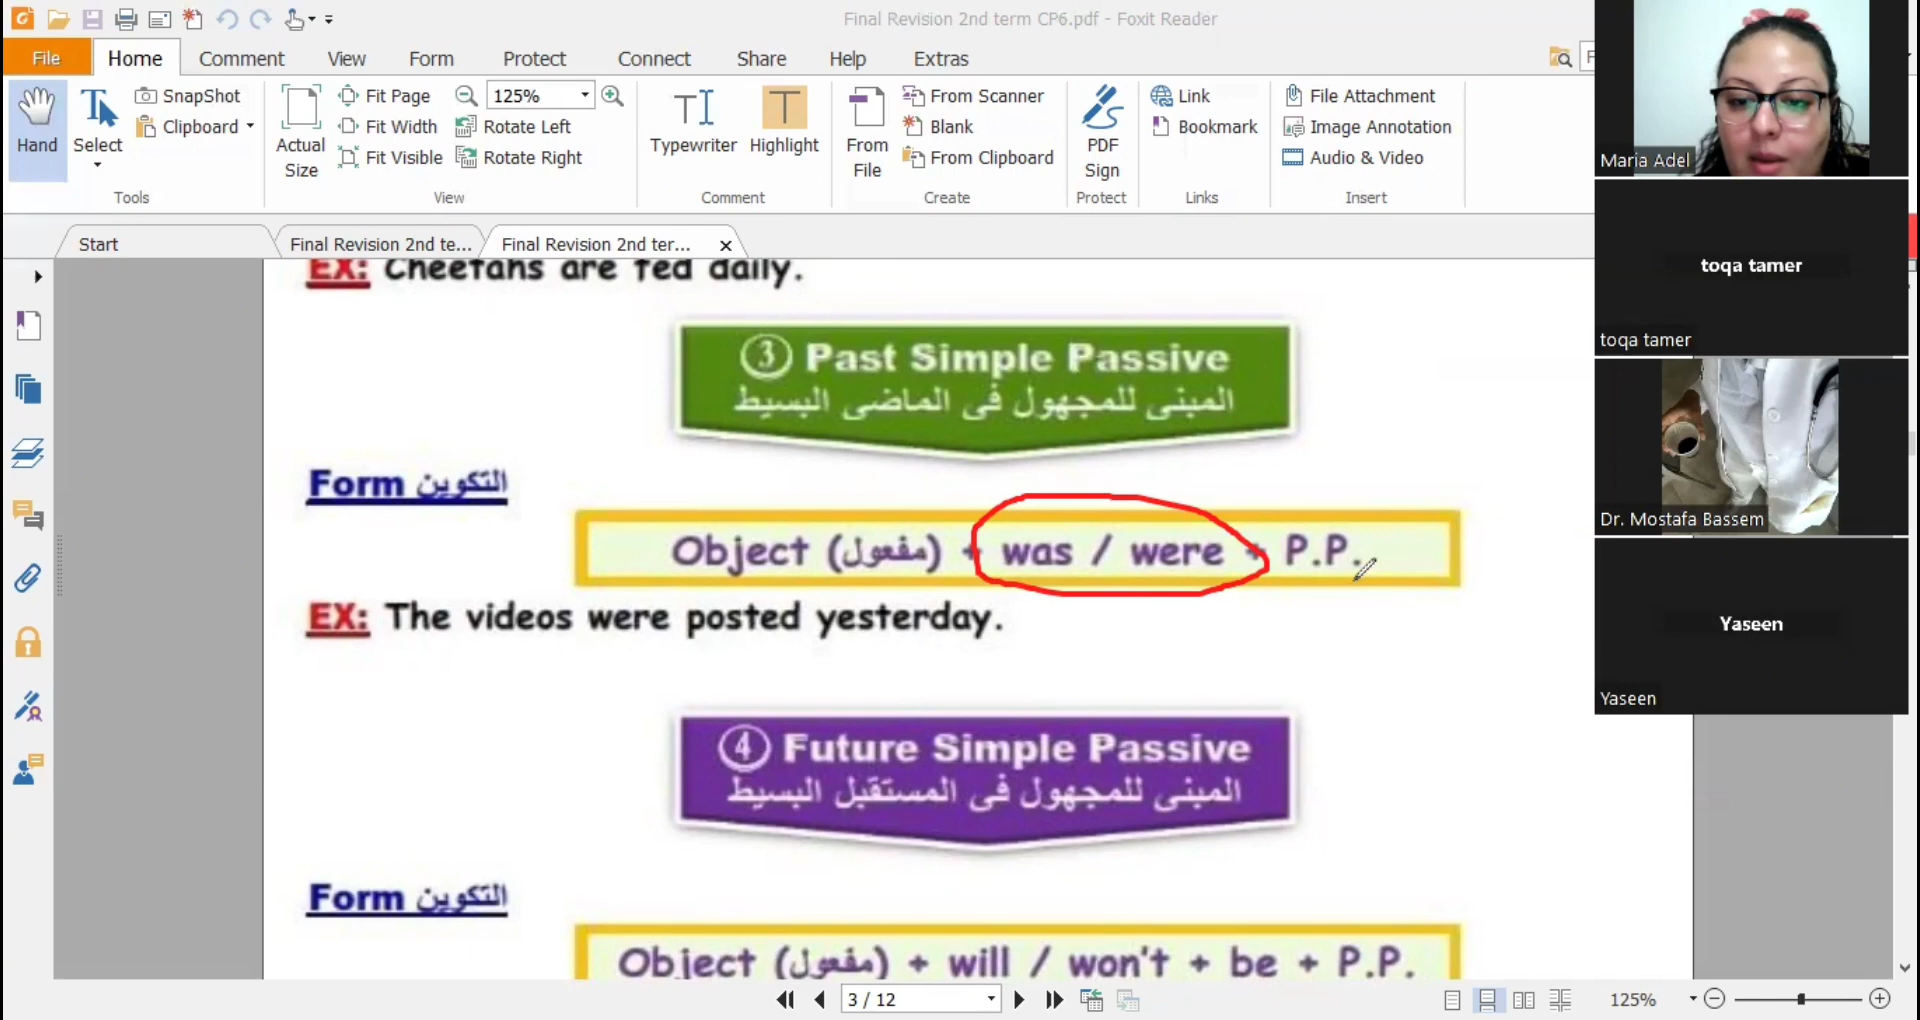 Final Revision 2nd term CP6.pdf - Foxit Reader
File Home Comment View Form Protect Connect Share Help Extras
Hand
Select
SnapShot
Clipboard
Tools
Actual Size
Fit Page
Fit Width
Fit Visible
125%
Rotate Left
Rotate Right
View
Typewriter
Highlight
Comment
From File
From Scanner
Blank
From Clipboard
Create
PDF Sign
Protect
Link
Bookmark
Links
File Attachment
Image Annotation
Audio & Video
Insert
Start
Final Revision 2nd te...
Final Revision 2nd ter...
EX: Cheetahs are fed daily.
③ Past Simple Passive
المبنى للمجهول فى الماضى البسيط
Form التكوين
Object (مفعول) + was / were + P.P.
EX: The videos were posted yesterday.
④ Future Simple Passive
المبنى للمجهول فى المستقبل البسيط
Form التكوين
Object (مفعول) + will / won't + be + P.P.
Maria Adel
toqa tamer
toqa tamer
Dr. Mostafa Bassem
Yaseen
Yaseen
3 / 12
125%